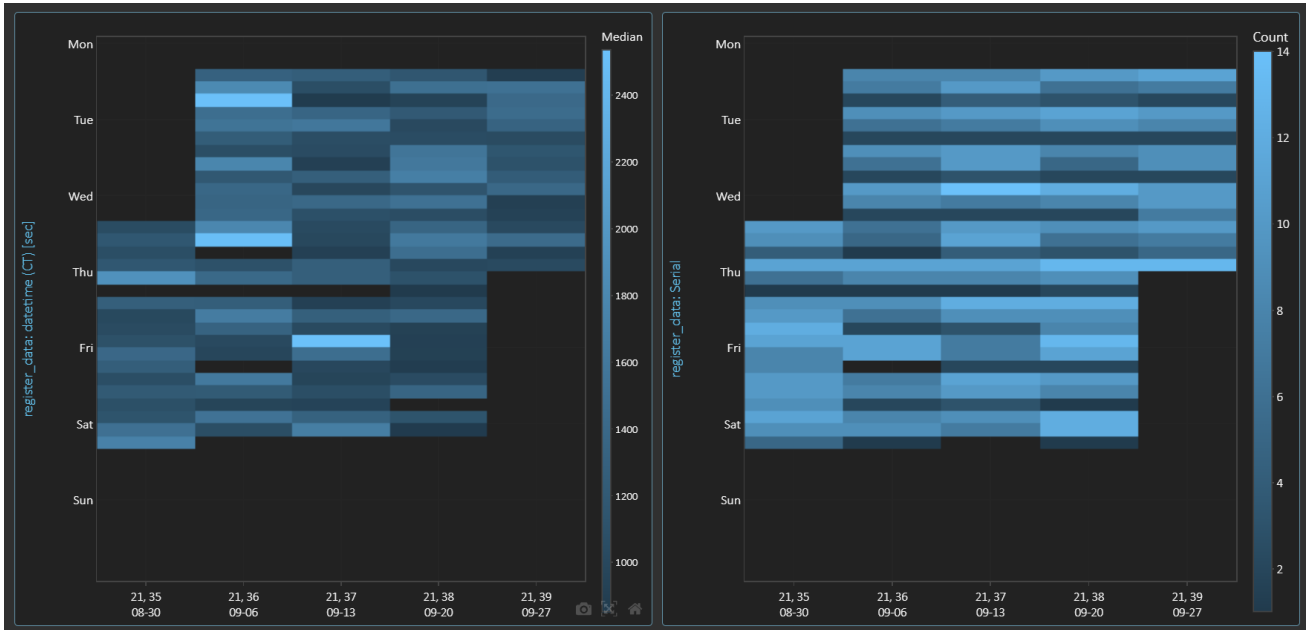 register_data: datetime (CT) [sec]
Mon
Tue
Wed
Thu
Fri
Sat
Sun
21, 35
08-30
21, 36
09-06
21, 37
09-13
21, 38
09-20
21, 39
09-27
Median
2400
2200
2000
1800
1600
1400
1200
1000
register_data: Serial
Mon
Tue
Wed
Thu
Fri
Sat
Sun
21, 35
08-30
21, 36
09-06
21, 37
09-13
21, 38
09-20
21, 39
09-27
Count
14
12
10
8
6
4
2